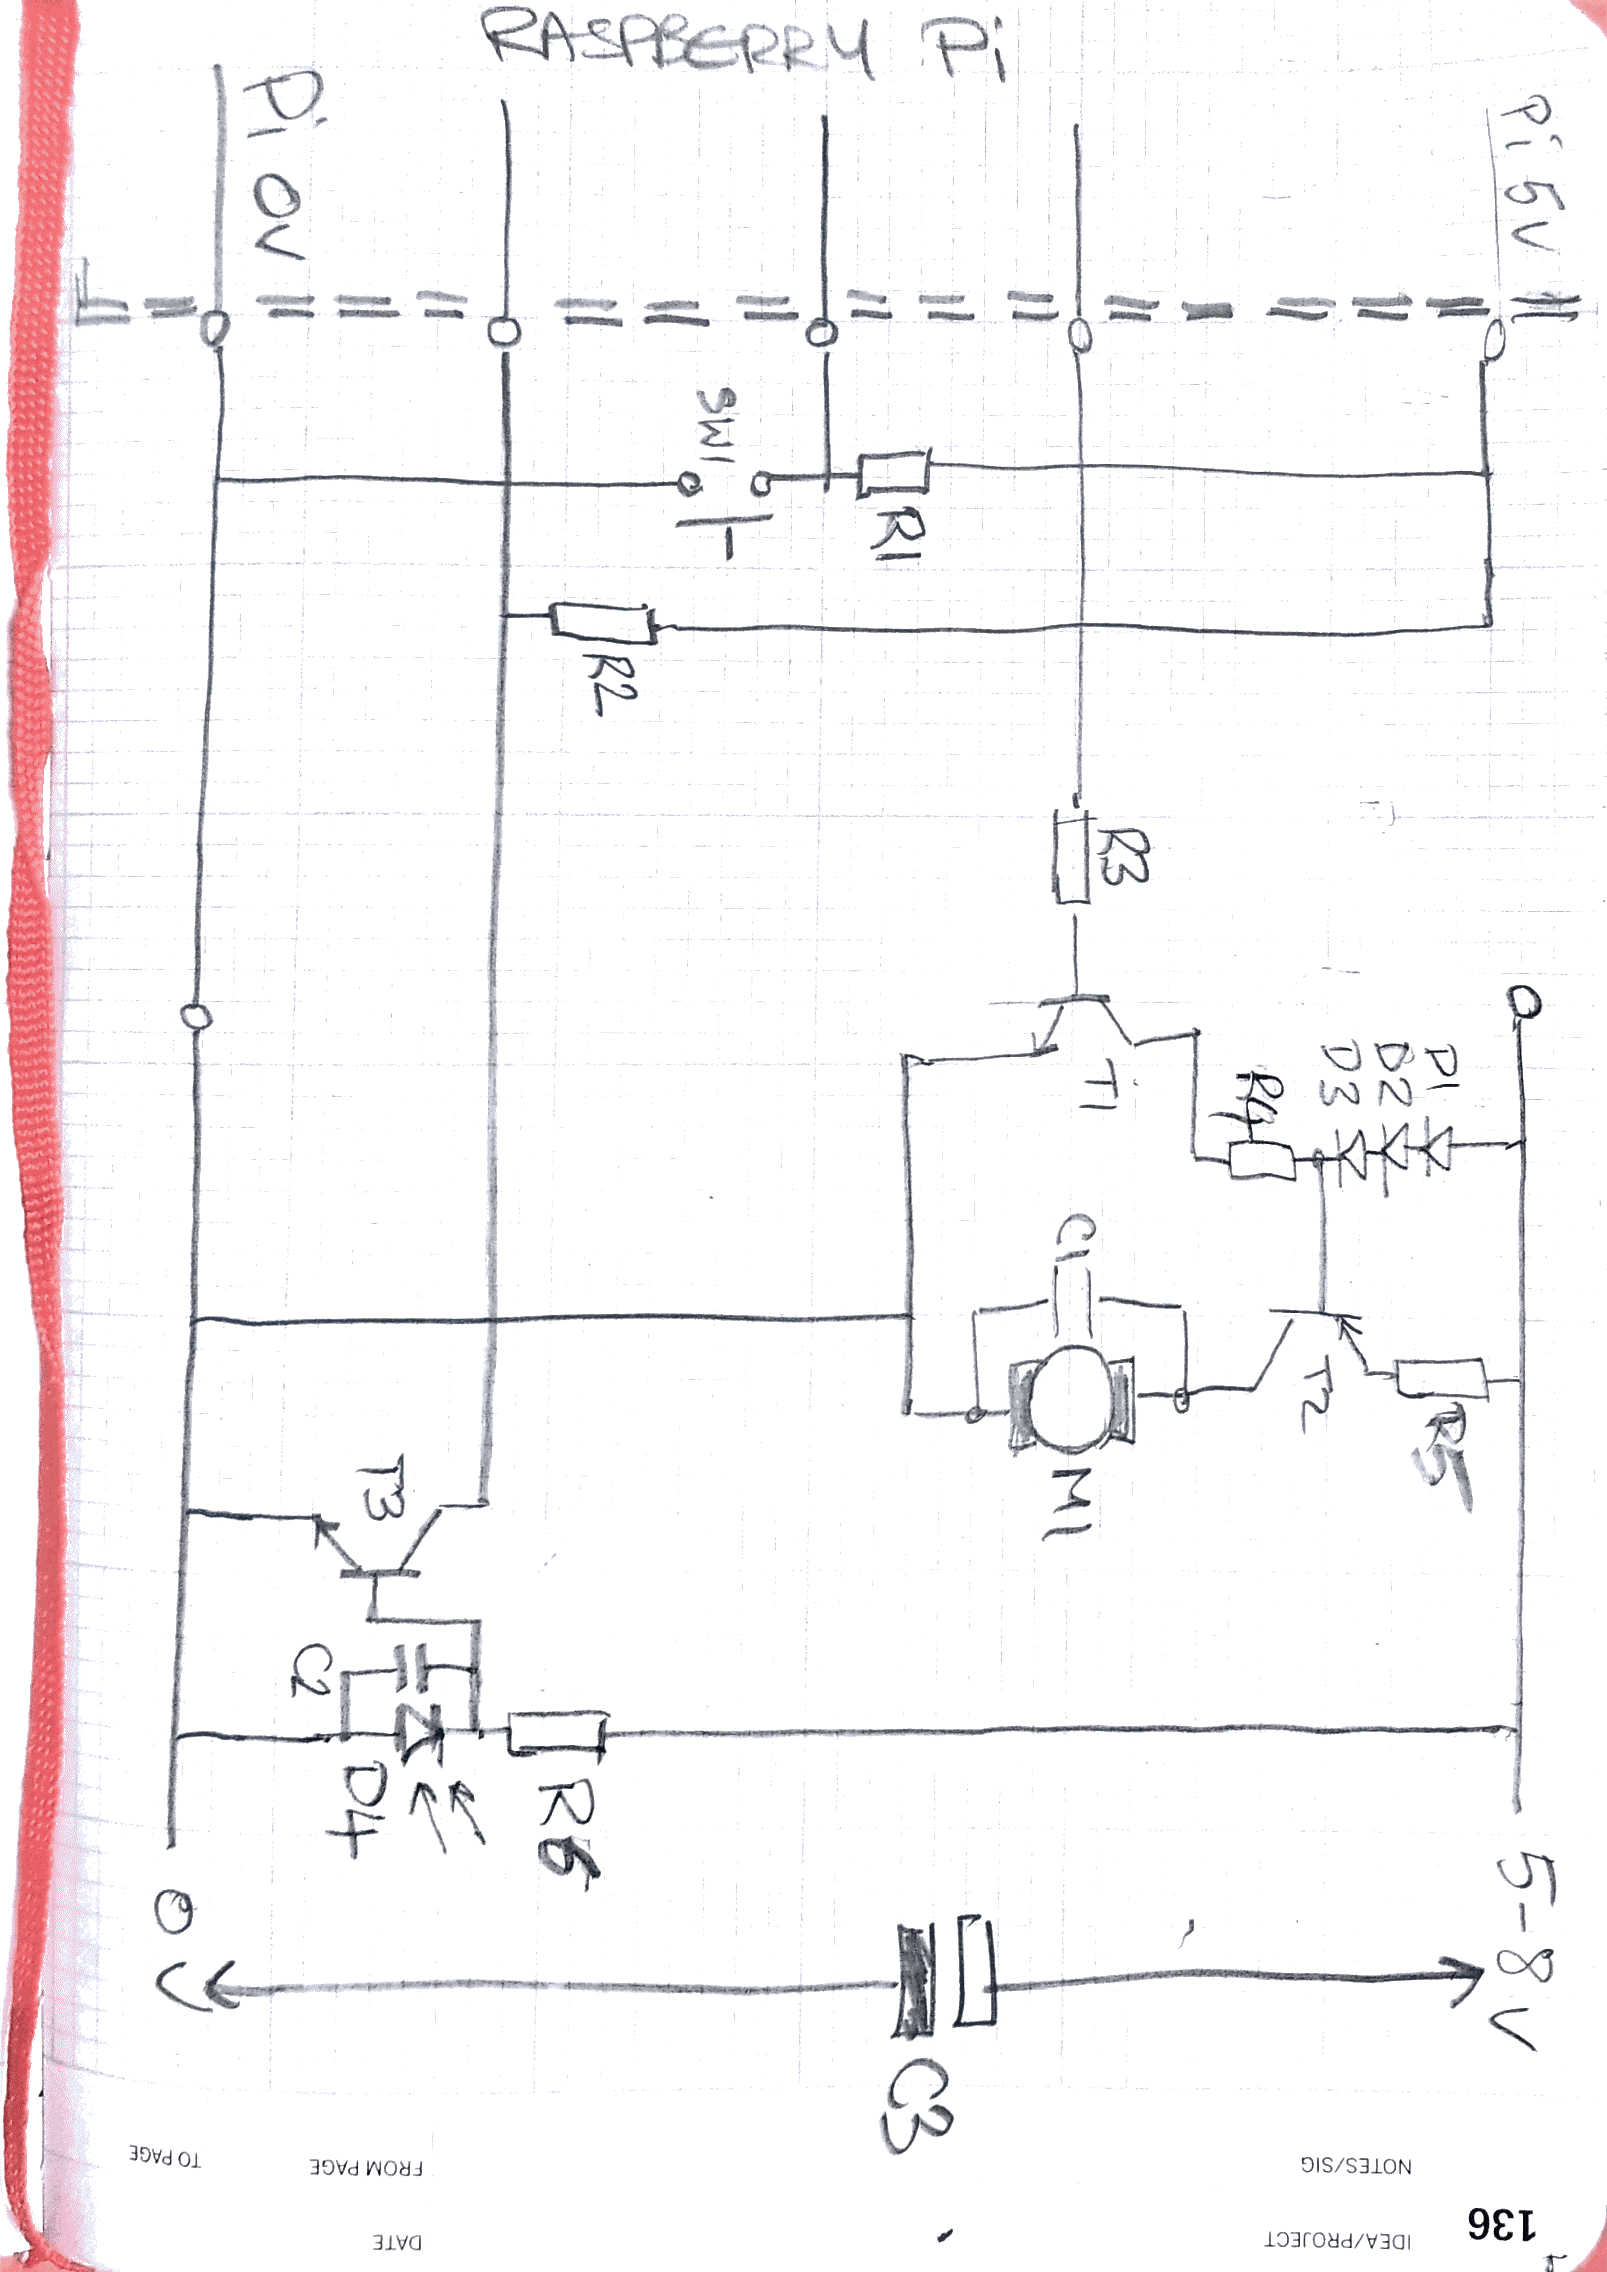 RASPBERRY Pi
Pi 0V
Pi 5V
SW1
R1
R2
R3
T1
R4
D3
D2
D1
C1
T2
R5
M1
T3
C2
D4
R6
0V
5-8V
C3
TO PAGE
FROM PAGE
NOTES/SIG
DATE
IDEA/PROJECT
136